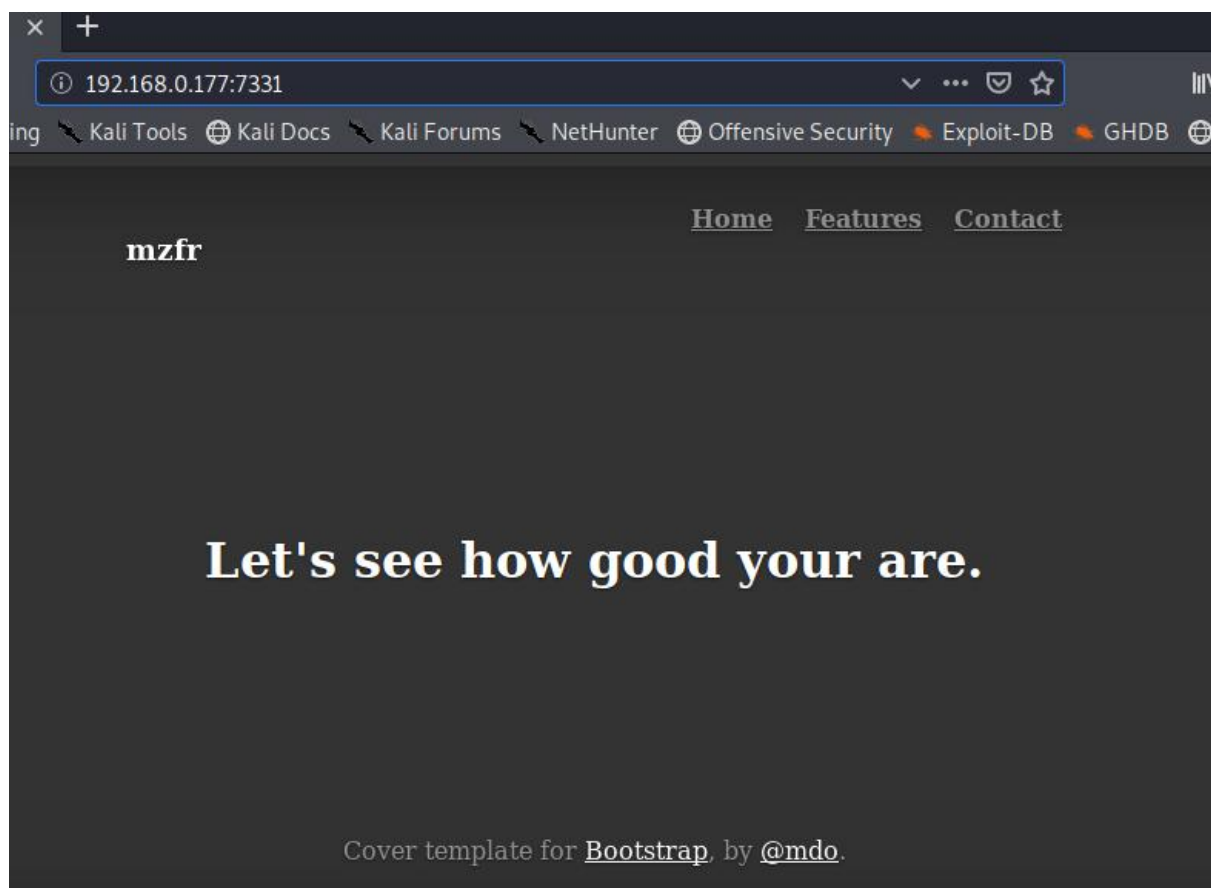 192.168.0.177:7331
ing Kali Tools Kali Docs Kali Forums NetHunter Offensive Security Exploit-DB GHDB
Home Features Contact
mzfr
Let's see how good your are.
Cover template for Bootstrap, by @mdo.